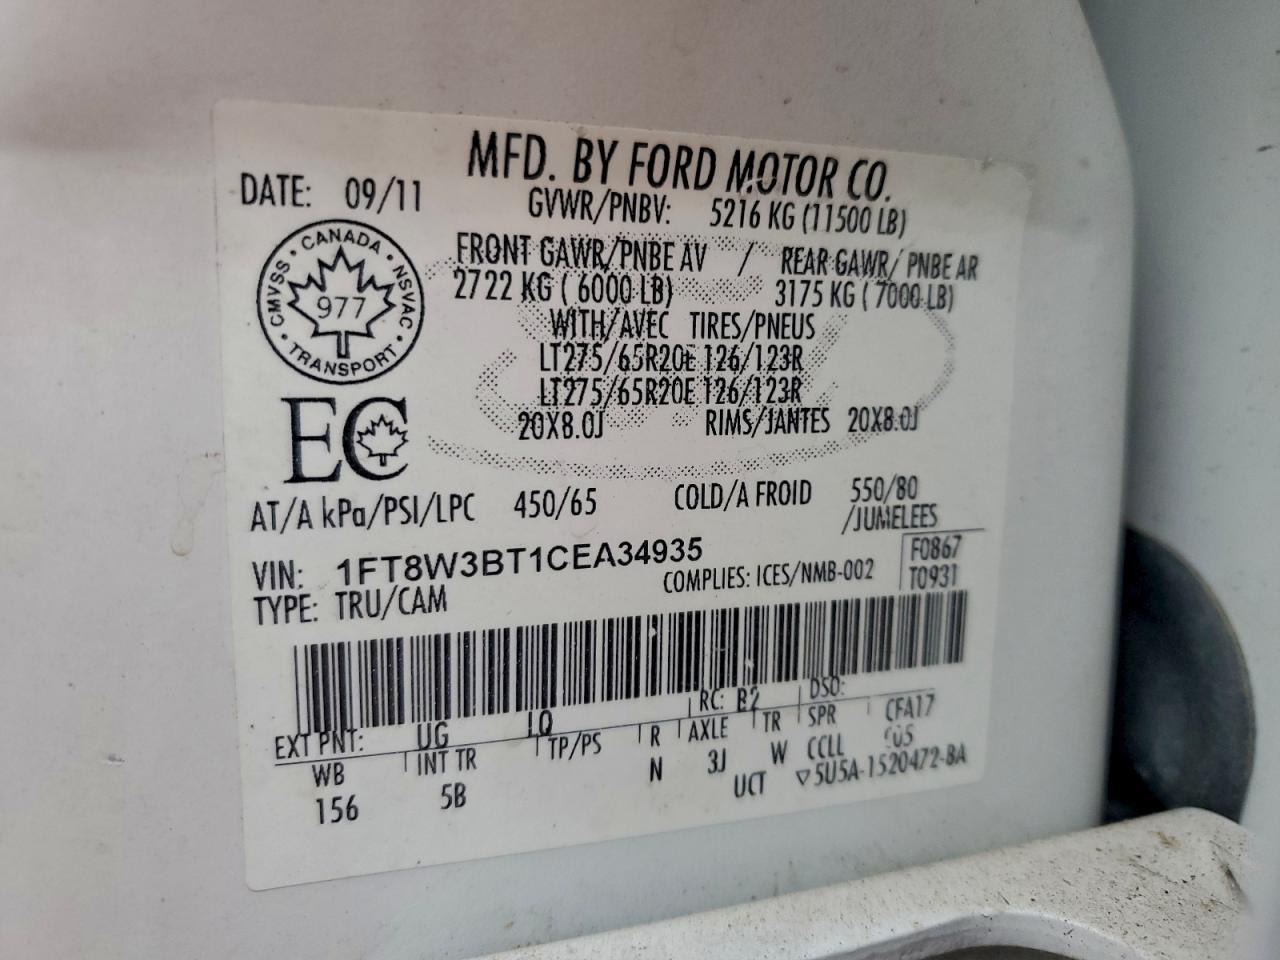 MFD. BY FORD MOTOR CO.
DATE: 09/11
GVWR/PNBV: 5216 KG (11500 LB)
CANADA
CMVSS
NSVAC
977
TRANSPORT
FRONT GAWR/PNBE AV / REAR GAWR/ PNBE AR
2722 KG ( 6000 LB) 3175 KG ( 7000 LB)
WITH/AVEC TIRES/PNEUS
LT275/65R20E 126/123R
LT275/65R20E 126/123R
20X8.0J RIMS/JANTES 20X8.0J
EC
AT/A kPa/PSI/LPC 450/65 COLD/A FROID 550/80
/JUMELEES
VIN: 1FT8W3BT1CEA34935
F0867
TYPE: TRU/CAM
COMPLIES: ICES/NMB-002
T0931
EXT PNT: UG RC: DSO:
WB INT TR TP/PS R AXLE TR SPR CFA17
156 5B N 3J W CCLL
UCT ▽5U5A-1520472-BA